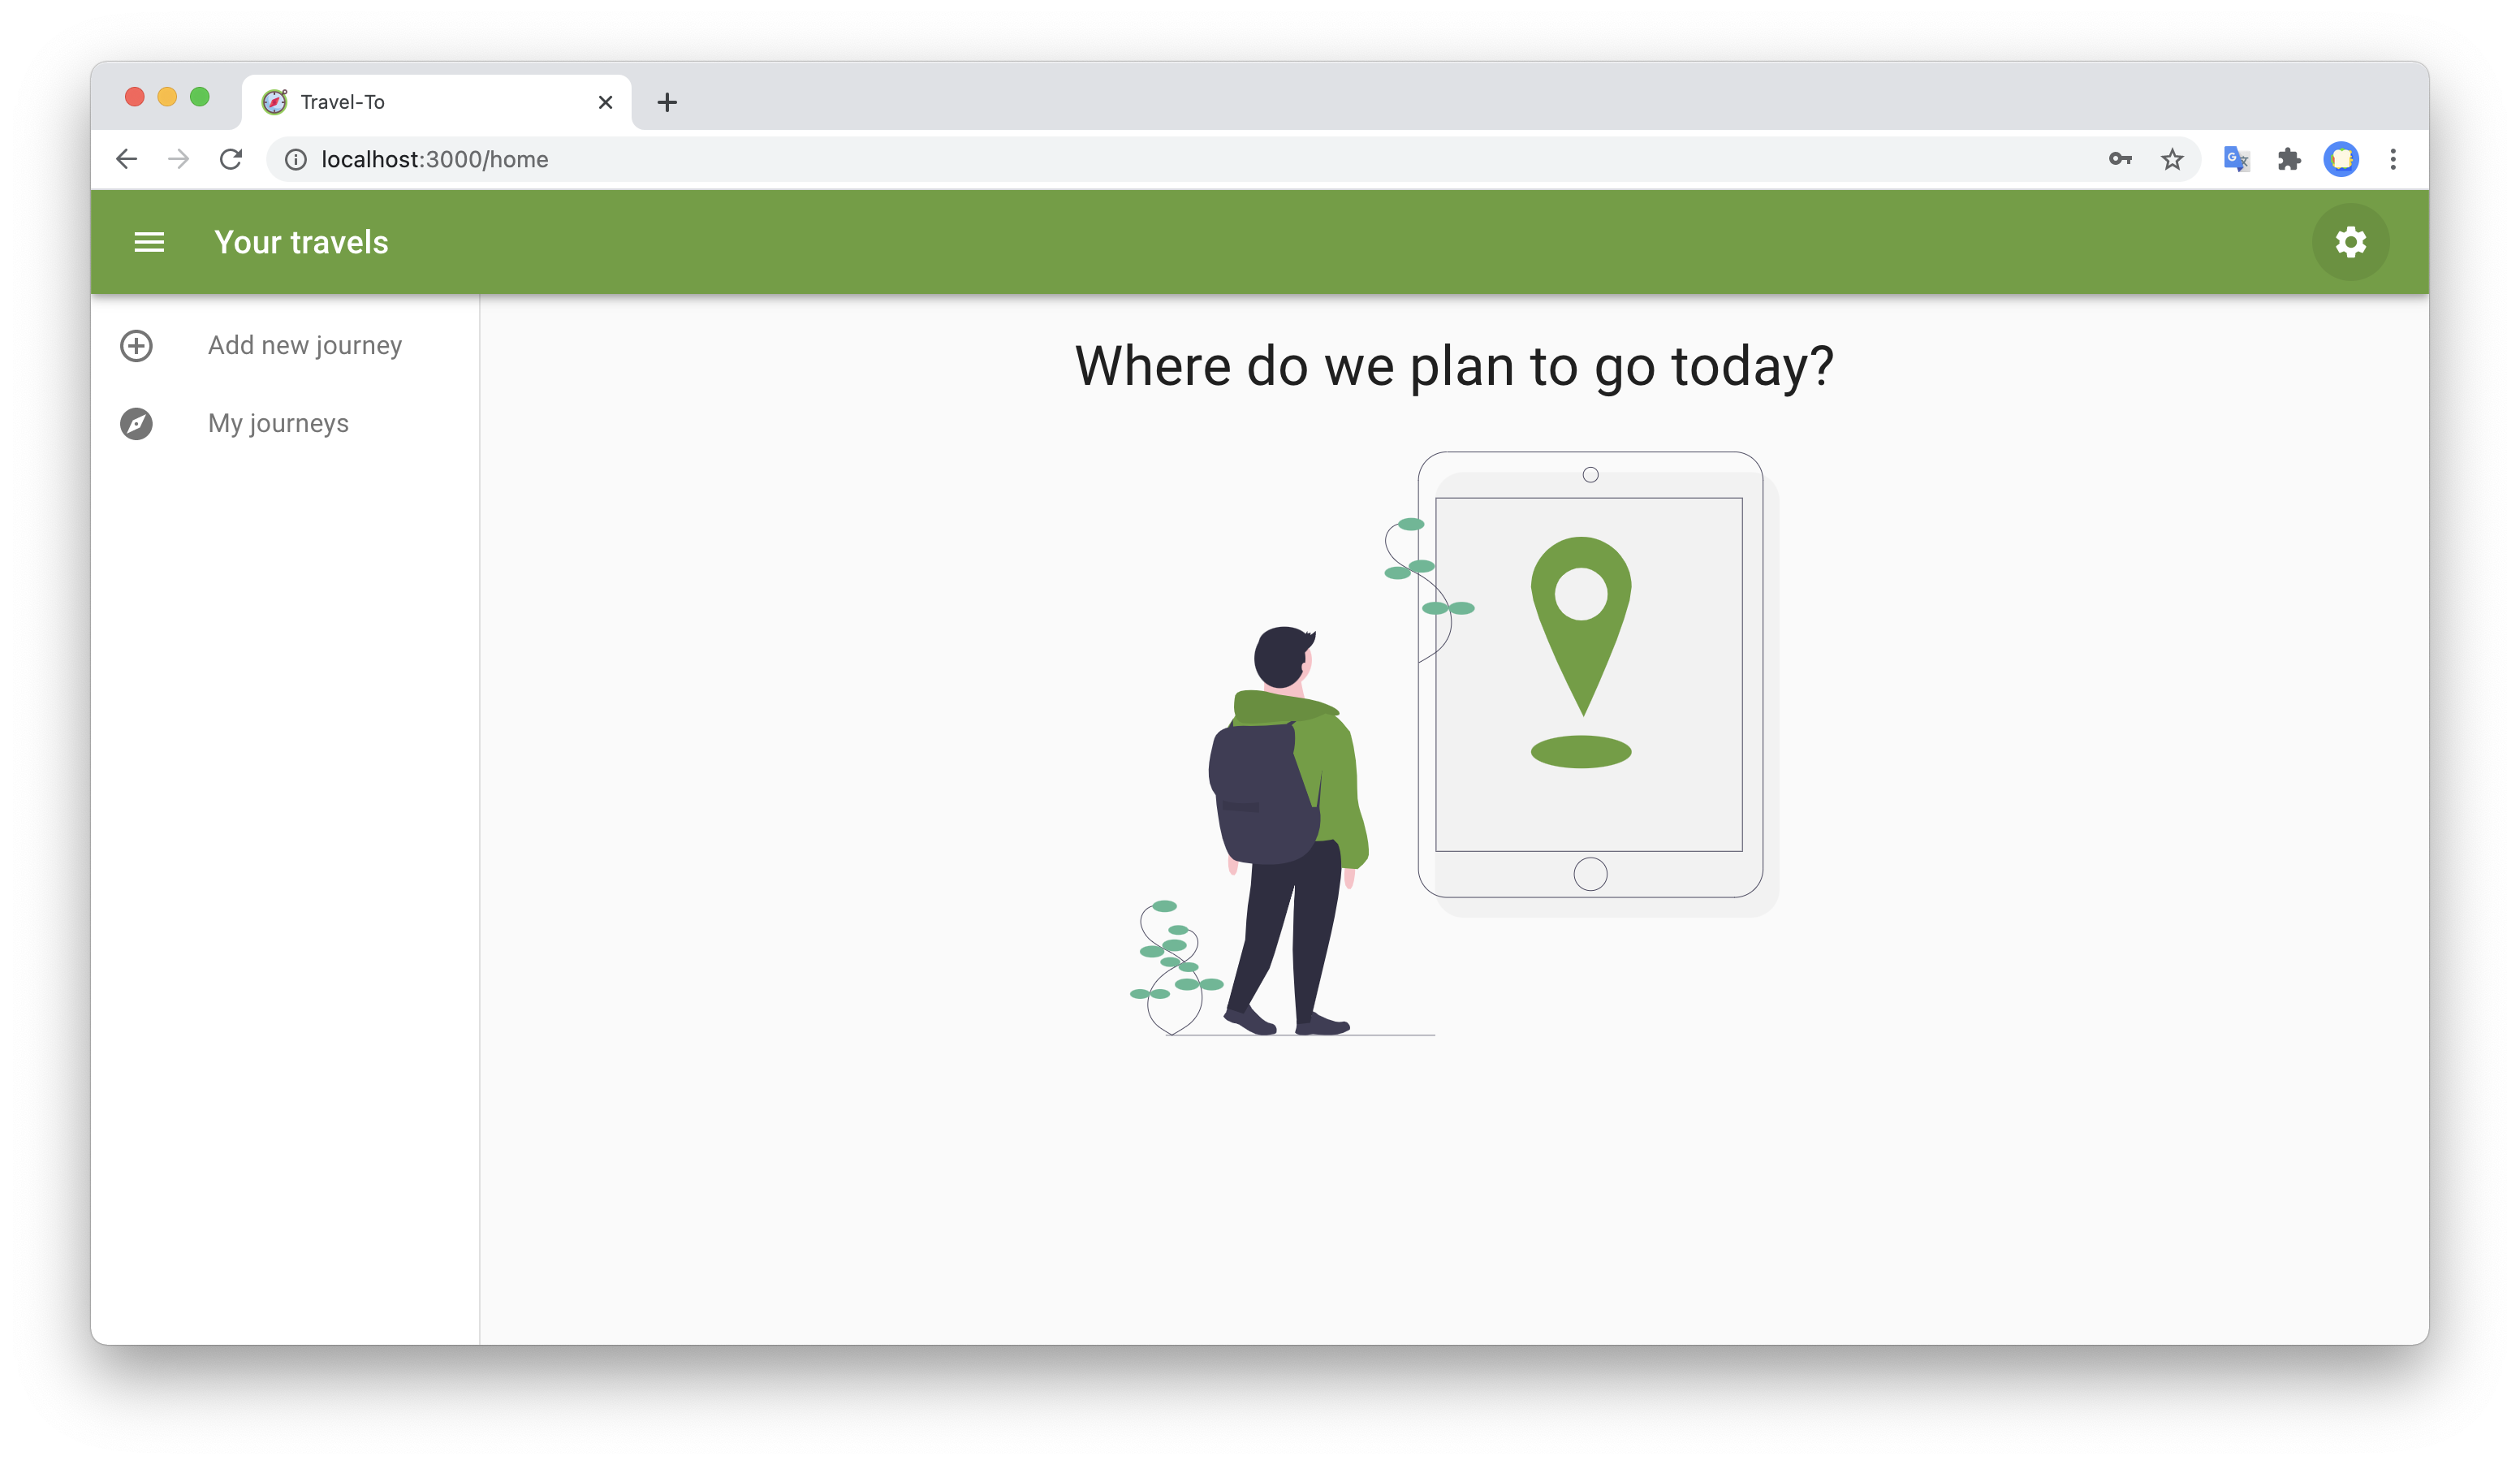 Travel-To
localhost:3000/home
Your travels
Add new journey
My journeys
Where do we plan to go today?